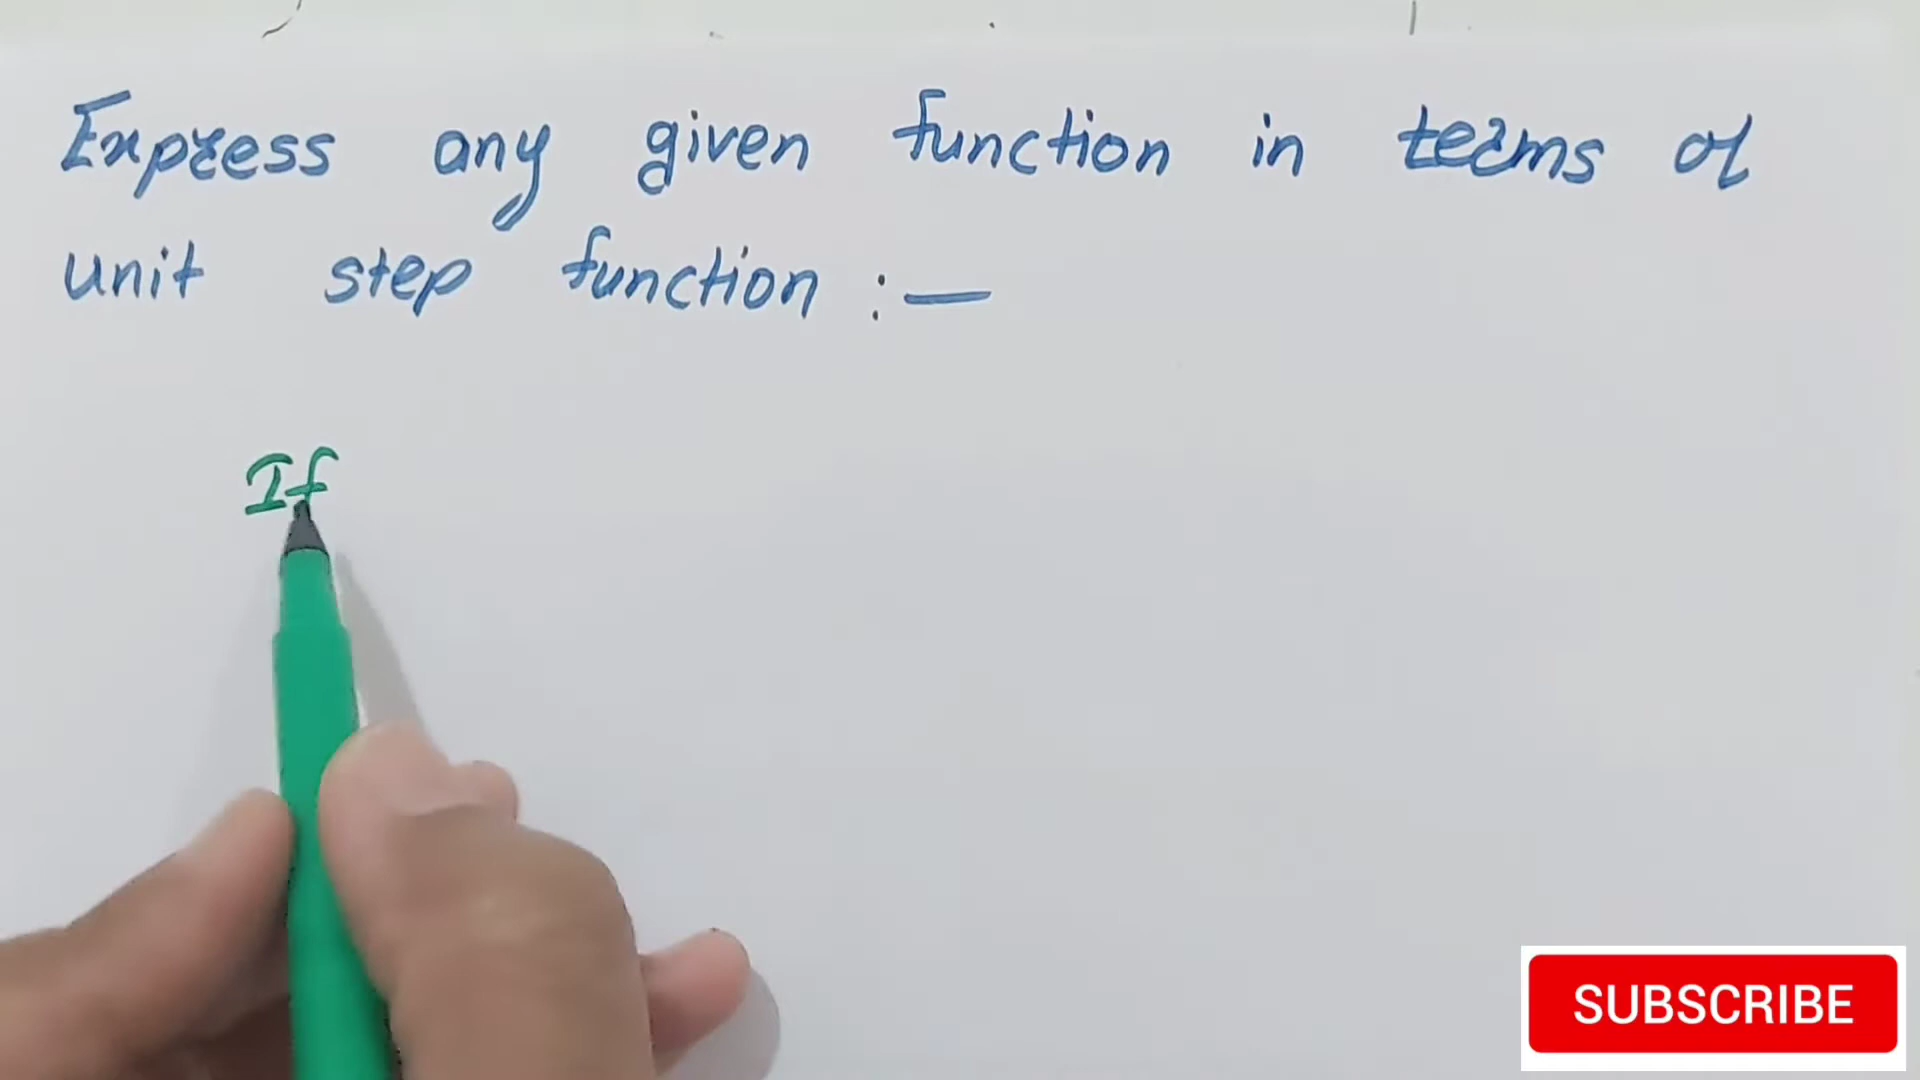 Express any given function in terms of
unit step function :—
If
SUBSCRIBE